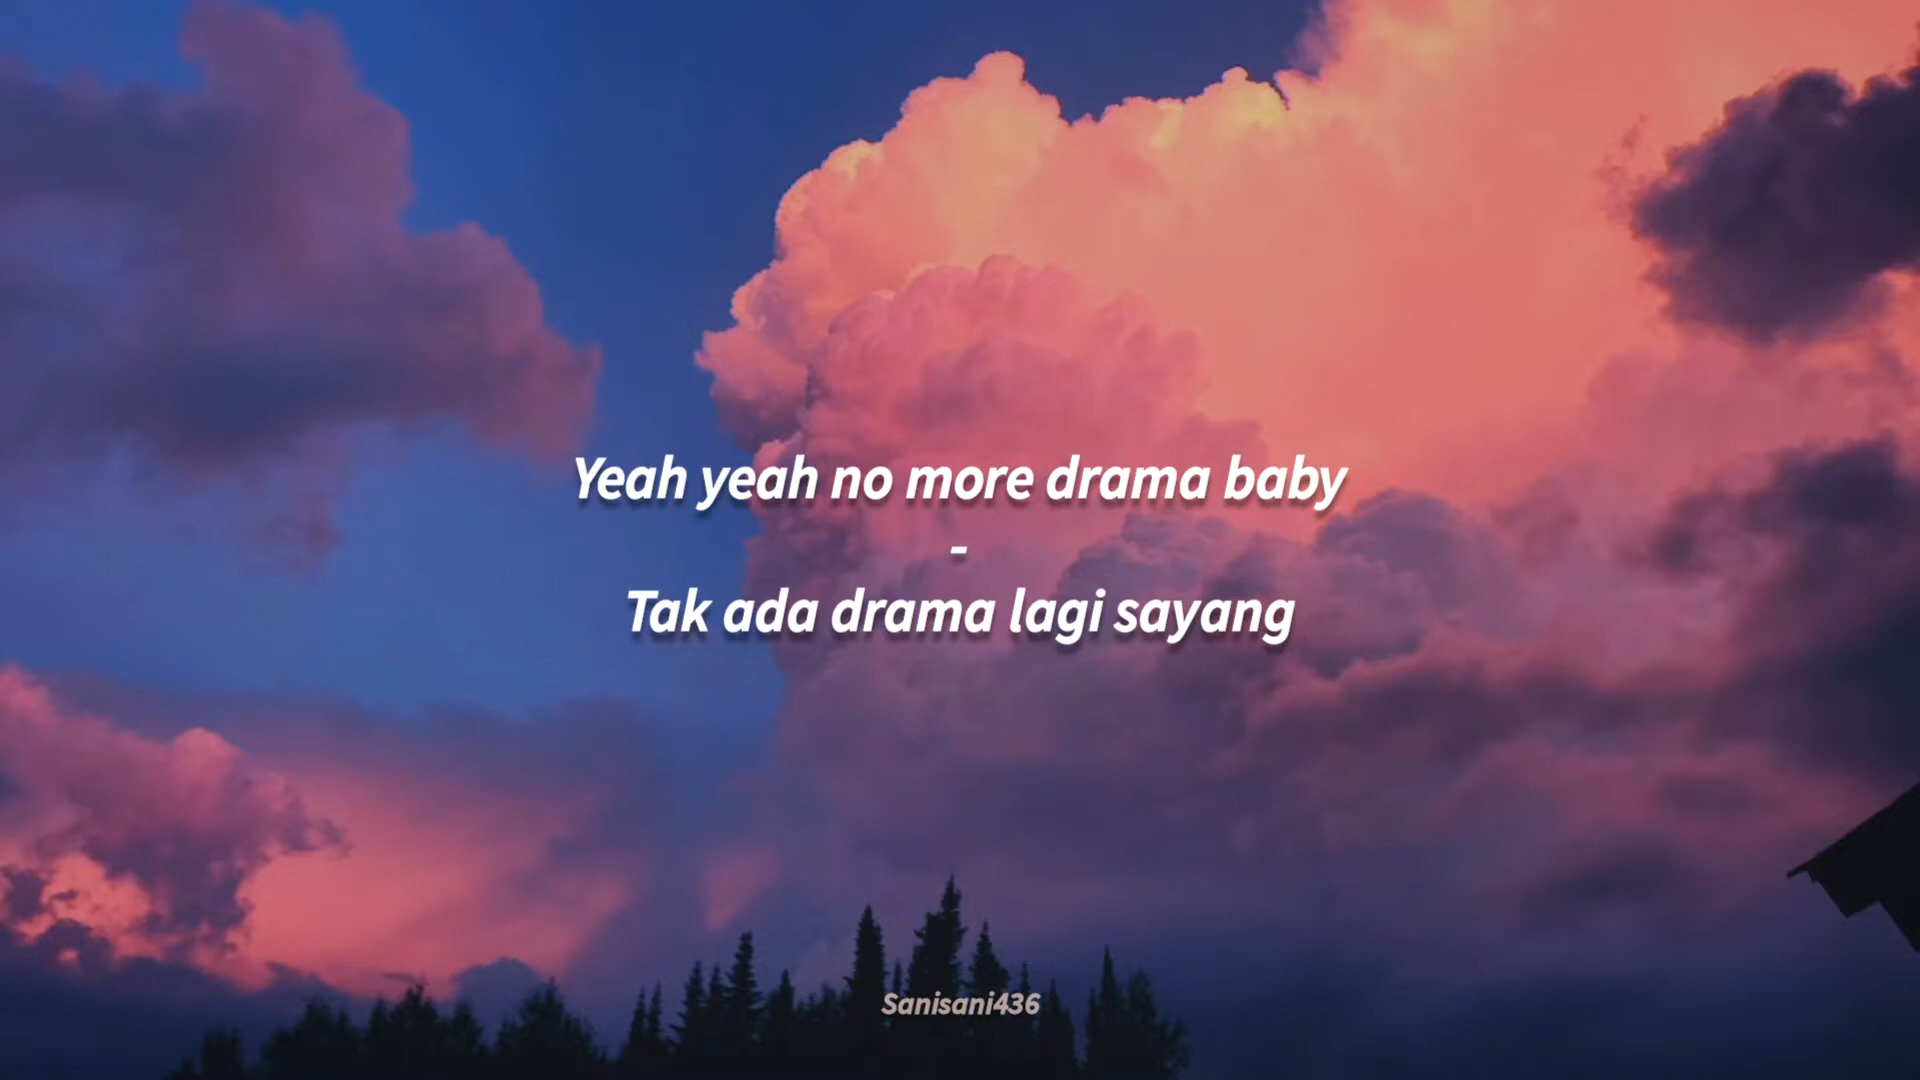 Yeah yeah no more drama baby
-
Tak ada drama lagi sayang
Sanisani436